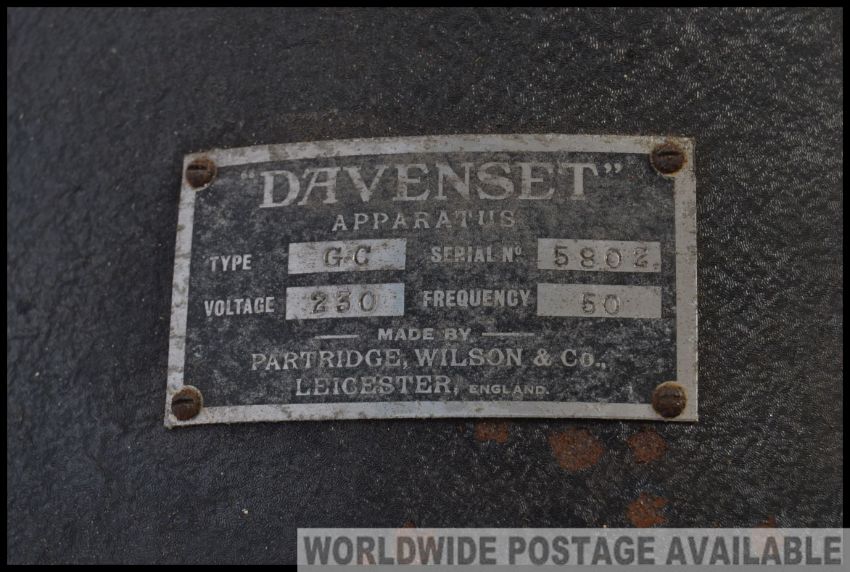 "DAVENSET"
APPARATUS
TYPE GC SERIAL No 5802
VOLTAGE 230 FREQUENCY 50
— MADE BY —
PARTRIDGE, WILSON & Co.,
LEICESTER, ENGLAND.
WORLDWIDE POSTAGE AVAILABLE